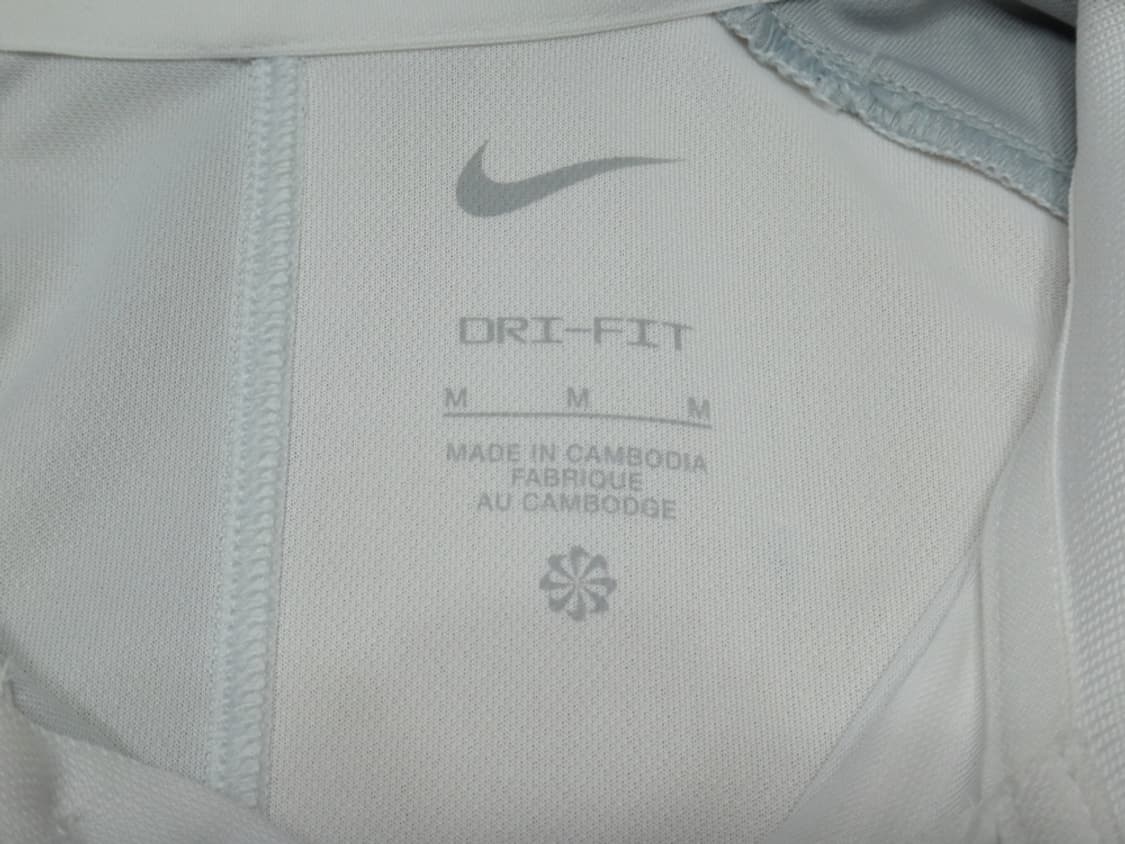 DRI-FIT
M M M
MADE IN CAMBODIA
FABRIQUE
AU CAMBODGE